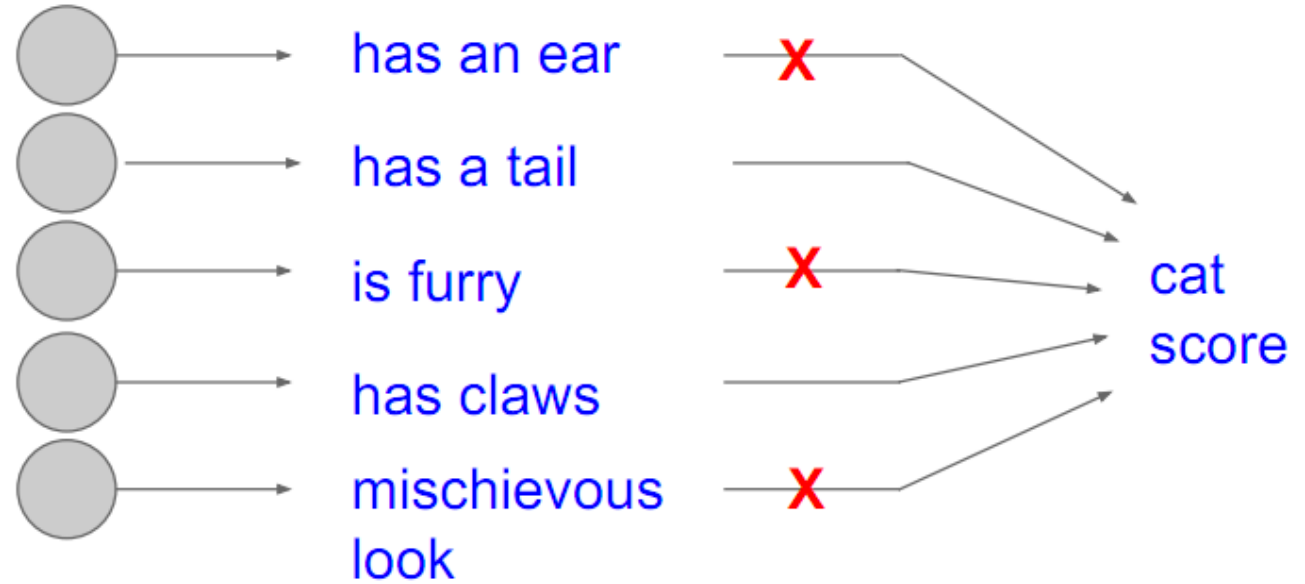 has an ear
X
has a tail
is furry
X
has claws
mischievous
look
X
cat
score